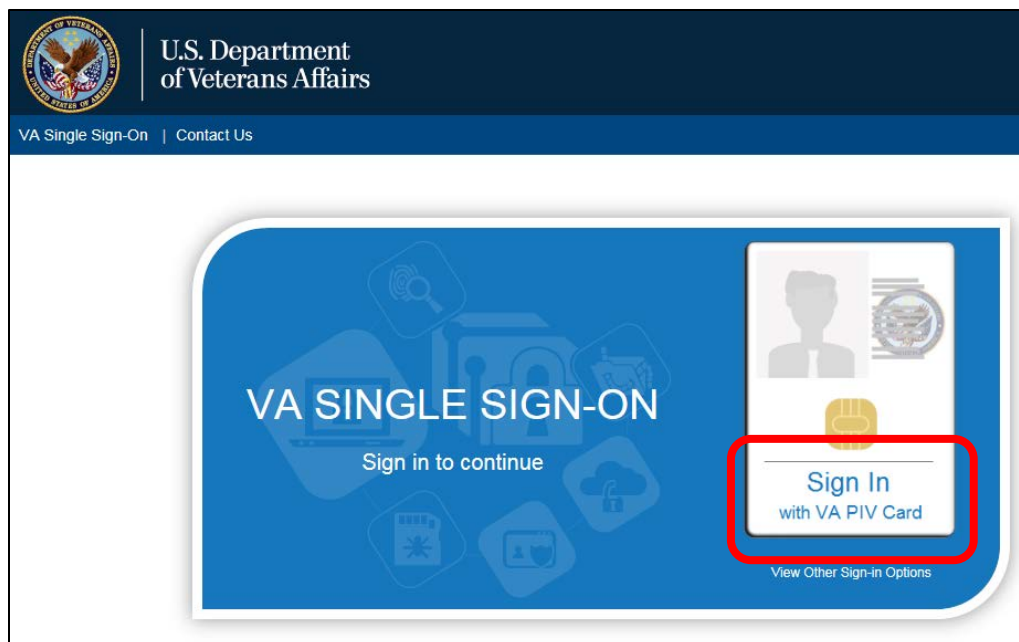 U.S. Department
of Veterans Affairs
VA Single Sign-On | Contact Us
VA SINGLE SIGN-ON
Sign in to continue
Sign In
with VA PIV Card
View Other Sign-in Options